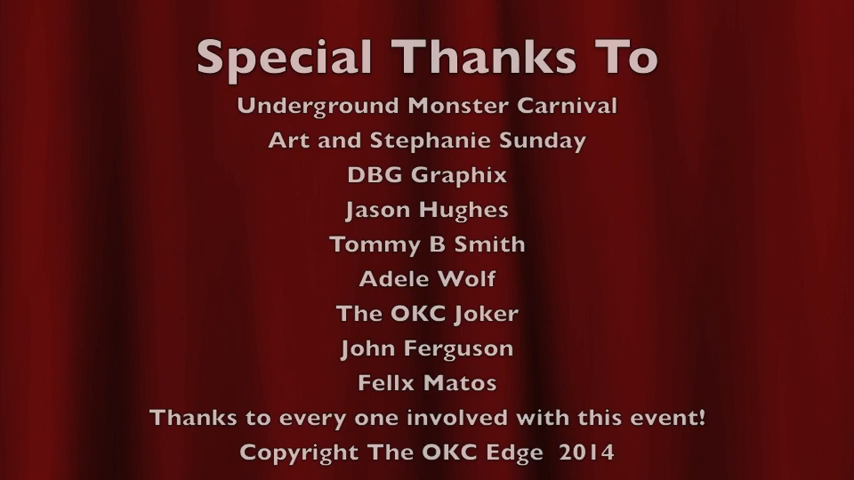 Special Thanks To
Underground Monster Carnival
Art and Stephanie Sunday
DBG Graphix
Jason Hughes
Tommy B Smith
Adele Wolf
The OKC Joker
John Ferguson
Fellx Matos
Thanks to every one involved with this event!
Copyright The OKC Edge 2014